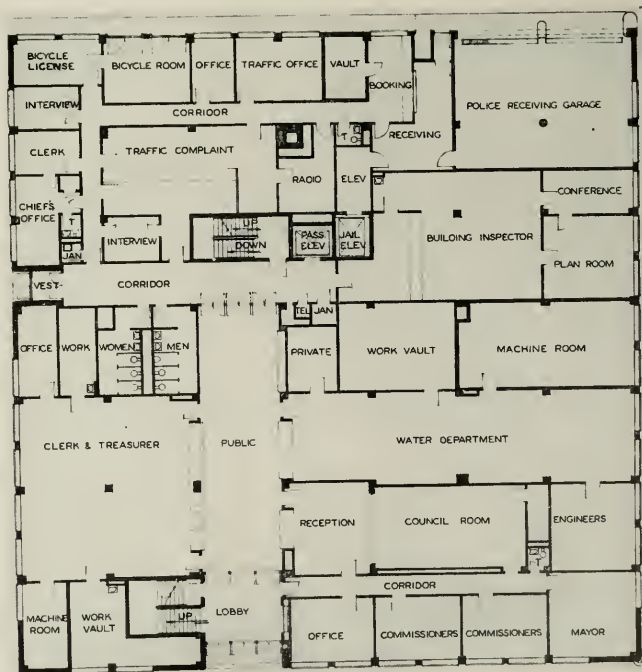 BICYCLE
LICENSE
BICYCLE ROOM
OFFICE
TRAFFIC OFFICE
VAULT
BOOKING
POLICE RECEIVING GARAGE
INTERVIEW
CORRIDOR
RECEIVING
CLERK
TRAFFIC COMPLAINT
T
RADIO
ELEV
CONFERENCE
CHIEF'S
OFFICE
T
JAN
INTERVIEW
UP
DOWN
PASS
ELEV
JAIL
ELEV
BUILDING INSPECTOR
PLAN ROOM
VEST
CORRIDOR
TEL
JAN
OFFICE
WORK
WOMEN
MEN
PRIVATE
WORK VAULT
MACHINE ROOM
CLERK & TREASURER
PUBLIC
WATER DEPARTMENT
RECEPTION
COUNCIL ROOM
ENGINEERS
T
CORRIDOR
MACHINE
ROOM
WORK
VAULT
UP
LOBBY
OFFICE
COMMISSIONERS
COMMISSIONERS
MAYOR